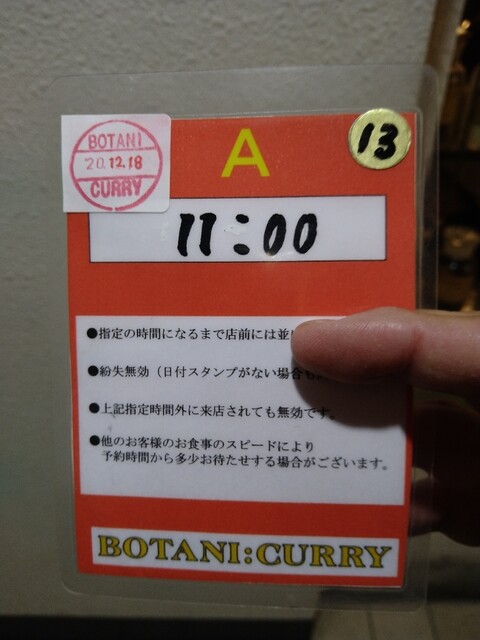 BOTANI
'20.12.18
CURRY
A
13
11:00
●指定の時間になるまで店前には並
●紛失無効（日付スタンプがない場合も
●上記指定時間外に来店されても無効です。
●他のお客様のお食事のスピードにより
予約時間から多少お待たせする場合がございます。
BOTANI:CURRY